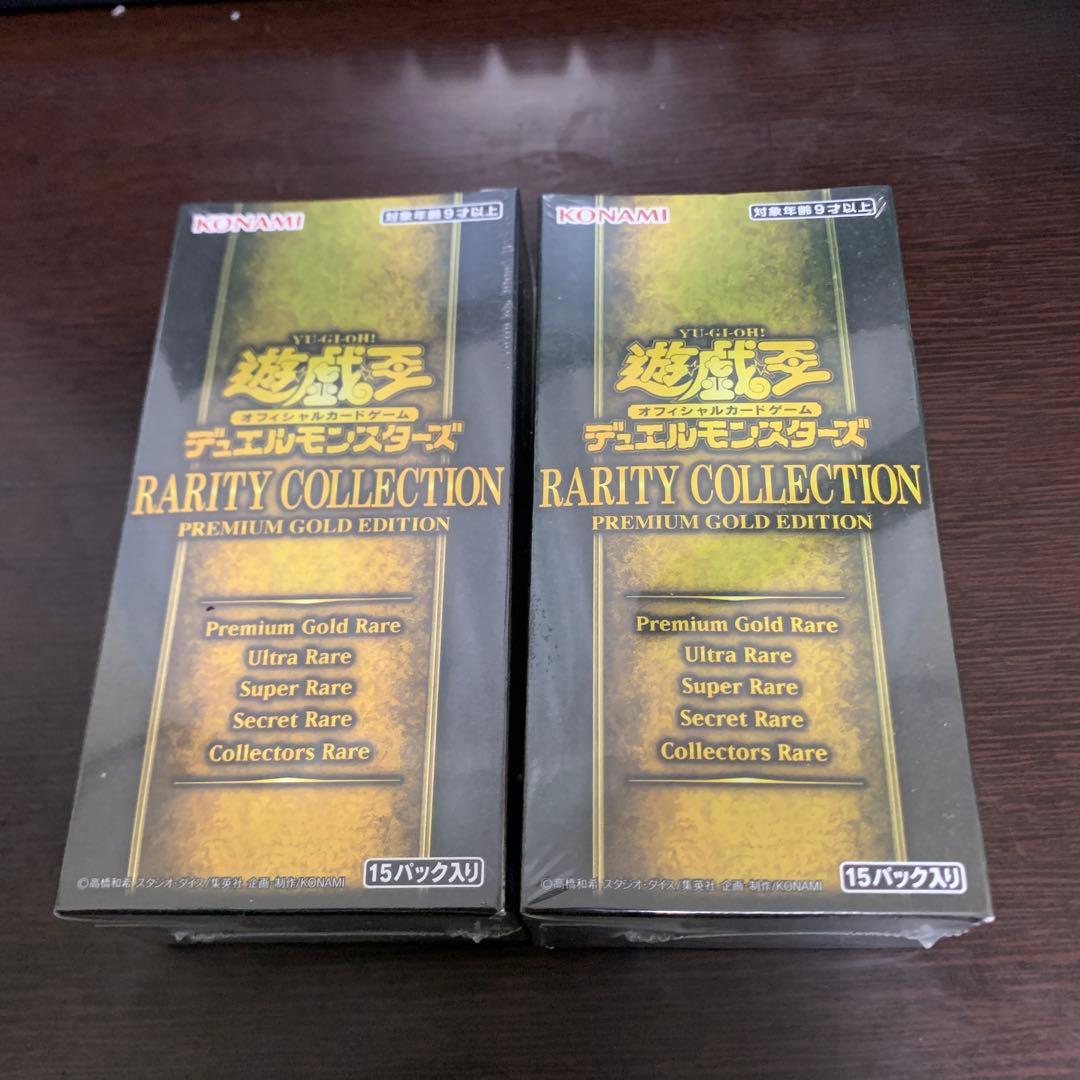 KONAMI
対象年齢9才以上
YU-GI-OH!
遊戯王
オフィシャルカードゲーム
デュエルモンスターズ
RARITY COLLECTION
PREMIUM GOLD EDITION
Premium Gold Rare
Ultra Rare
Super Rare
Secret Rare
Collectors Rare
15パック入り
©高橋和希 スタジオ・ダイス/集英社 企画・制作/KONAMI
KONAMI
対象年齢9才以上
YU-GI-OH!
遊戯王
オフィシャルカードゲーム
デュエルモンスターズ
RARITY COLLECTION
PREMIUM GOLD EDITION
Premium Gold Rare
Ultra Rare
Super Rare
Secret Rare
Collectors Rare
15パック入り
©高橋和希 スタジオ・ダイス/集英社 企画・制作/KONAMI